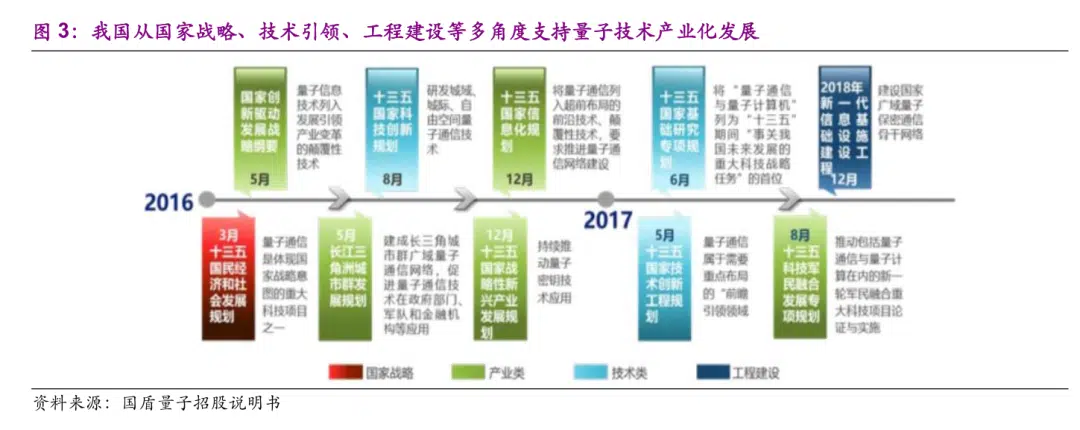 图 3：我国从国家战略、技术引领、工程建设等多角度支持量子技术产业化发展
国家创
新驱动
发展战
略纲要
5月
量子信息
技术列入
发展引领
产业变革
的颠覆性
技术
十三五
国家科
技创新
规划
8月
研发城域、
城际、自
由空间量
子通信技
术
十三五
国家信
息化规
划
12月
将量子通信列
入超前布局的
前沿技术、颠
覆性技术，要
求推进量子通
信网络建设
十三五
国家基
础研究
专项规
划
6月
将“量子通信
与量子计算机”
列为“十三五”
期间“事关我
国未来发展的
重大科技战略
任务”的首位
2018年
新一代
信息基
础设施
建设工
程
12月
建设国家
广域量子
保密通信
骨干网络
2016
2017
3月
十三五
国民经
济和社
会发展
规划
量子通信
是体现国
家战略意
图的重大
科技项目
之一
5月
长江三
角洲城
市群发
展规划
建成长三角城
市群广域量子
通信网络，促
进量子通信技
术在政府部门、
军队和金融机
构等应用
12月
十三五
国家战
略性新
兴产业
发展规
划
持续推
动量子
密钥技
术应用
5月
十三五
国家技
术创新
工程规
划
量子通信
属于需要
重点布局
的“前瞻
引领领域
8月
十三五
科技军
民融合
发展专
项规划
推动包括量子
通信与量子计
算在内的新一
轮军民融合重
大科技项目论
证与实施
国家战略
产业类
技术类
工程建设
资料来源：国盾量子招股说明书